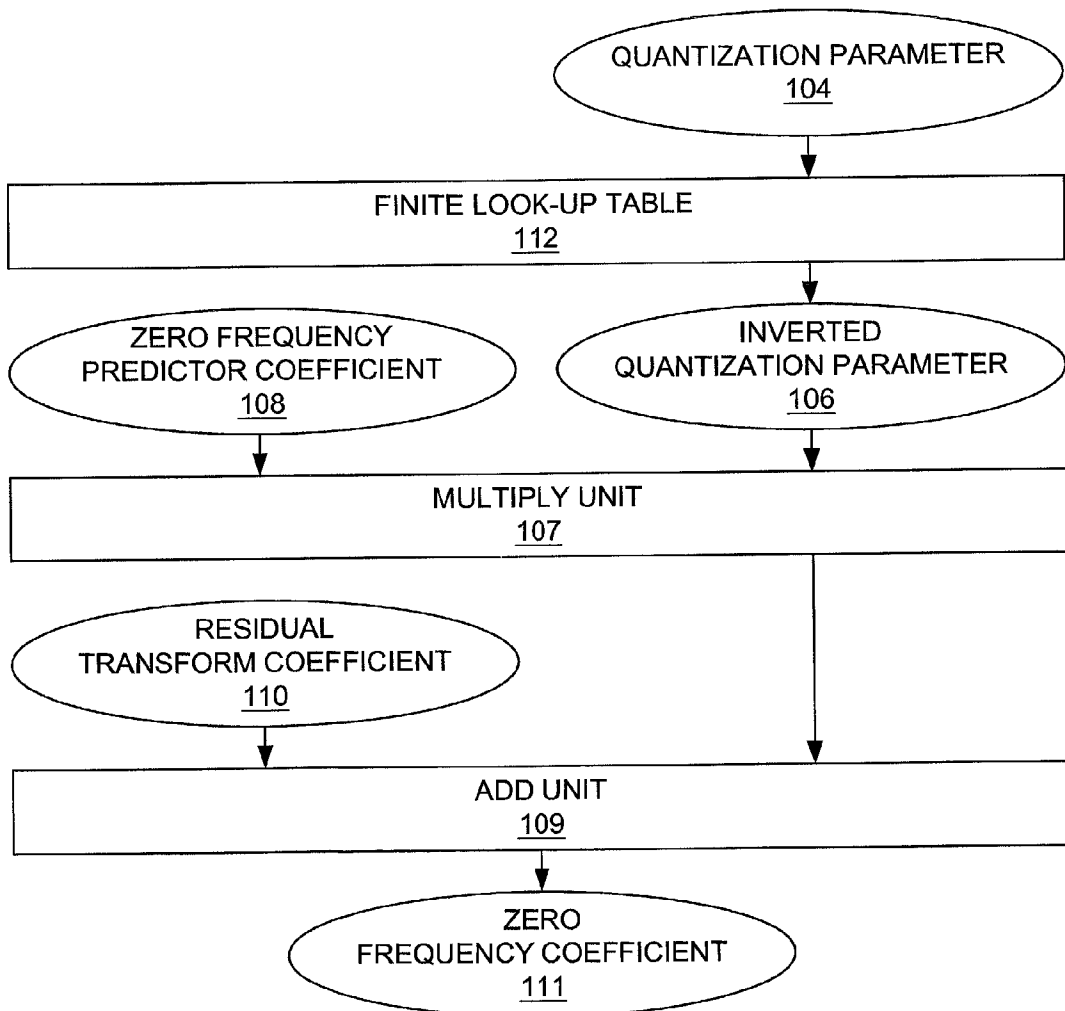 QUANTIZATION PARAMETER
104
FINITE LOOK-UP TABLE
112
ZERO FREQUENCY
PREDICTOR COEFFICIENT
108
INVERTED
QUANTIZATION PARAMETER
106
MULTIPLY UNIT
107
RESIDUAL
TRANSFORM COEFFICIENT
110
ADD UNIT
109
ZERO
FREQUENCY COEFFICIENT
111